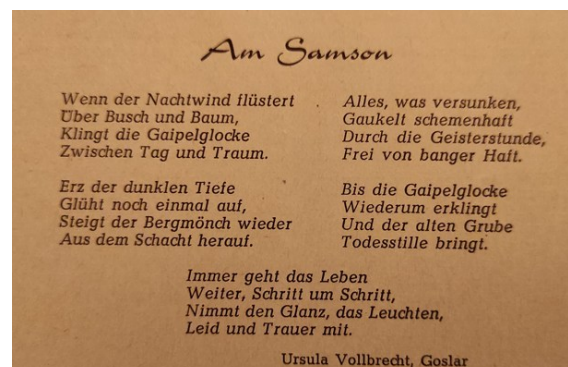 Am Samson
Wenn der Nachtwind flüstert
Über Busch und Baum,
Klingt die Gaipelglocke
Zwischen Tag und Traum.
Erz der dunklen Tiefe
Glüht noch einmal auf,
Steigt der Bergmönch wieder
Aus dem Schacht herauf.
Alles, was versunken,
Gaukelt schemenhaft
Durch die Geisterstunde,
Frei von banger Haft.
Bis die Gaipelglocke
Wiederum erklingt
Und der alten Grube
Todesstille bringt.
Immer geht das Leben
Weiter, Schritt um Schritt,
Nimmt den Glanz, das Leuchten,
Leid und Trauer mit.
Ursula Vollbrecht, Goslar